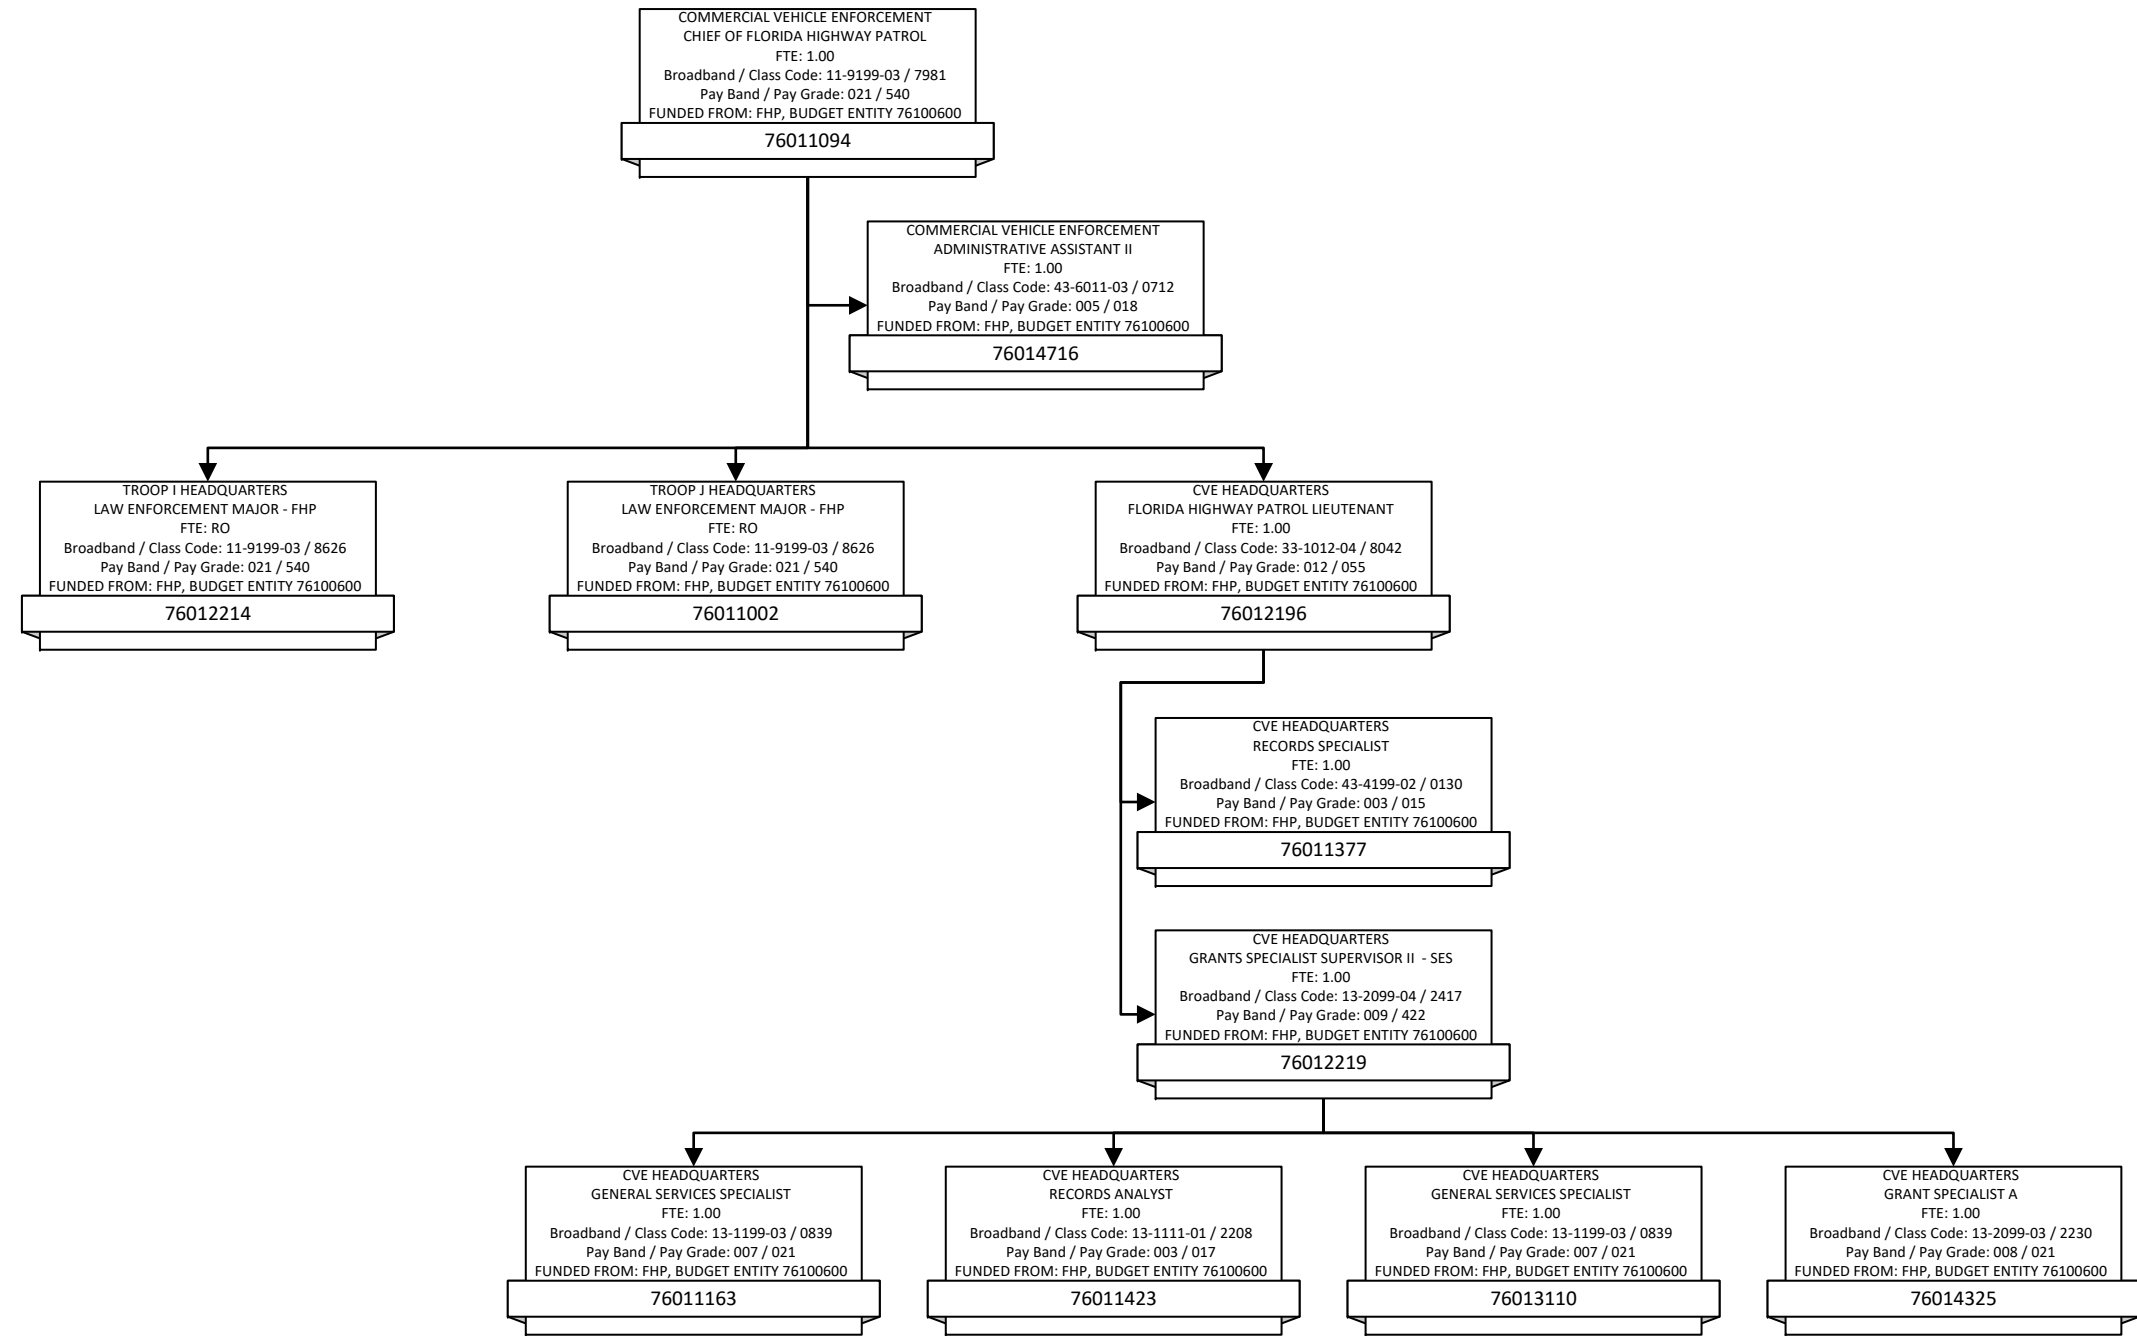 COMMERCIAL VEHICLE ENFORCEMENT
CHIEF OF FLORIDA HIGHWAY PATROL
FTE: 1.00
Broadband / Class Code: 11-9199-03 / 7981
Pay Band / Pay Grade: 021 / 540
FUNDED FROM: FHP, BUDGET ENTITY 76100600
76011094
COMMERCIAL VEHICLE ENFORCEMENT
ADMINISTRATIVE ASSISTANT II
FTE: 1.00
Broadband / Class Code: 43-6011-03 / 0712
Pay Band / Pay Grade: 005 / 018
FUNDED FROM: FHP, BUDGET ENTITY 76100600
76014716
TROOP I HEADQUARTERS
LAW ENFORCEMENT MAJOR - FHP
FTE: RO
Broadband / Class Code: 11-9199-03 / 8626
Pay Band / Pay Grade: 021 / 540
FUNDED FROM: FHP, BUDGET ENTITY 76100600
76012214
TROOP J HEADQUARTERS
LAW ENFORCEMENT MAJOR - FHP
FTE: RO
Broadband / Class Code: 11-9199-03 / 8626
Pay Band / Pay Grade: 021 / 540
FUNDED FROM: FHP, BUDGET ENTITY 76100600
76011002
CVE HEADQUARTERS
FLORIDA HIGHWAY PATROL LIEUTENANT
FTE: 1.00
Broadband / Class Code: 33-1012-04 / 8042
Pay Band / Pay Grade: 012 / 055
FUNDED FROM: FHP, BUDGET ENTITY 76100600
76012196
CVE HEADQUARTERS
RECORDS SPECIALIST
FTE: 1.00
Broadband / Class Code: 43-4199-02 / 0130
Pay Band / Pay Grade: 003 / 015
FUNDED FROM: FHP, BUDGET ENTITY 76100600
76011377
CVE HEADQUARTERS
GRANTS SPECIALIST SUPERVISOR II - SES
FTE: 1.00
Broadband / Class Code: 13-2099-04 / 2417
Pay Band / Pay Grade: 009 / 422
FUNDED FROM: FHP, BUDGET ENTITY 76100600
76012219
CVE HEADQUARTERS
GENERAL SERVICES SPECIALIST
FTE: 1.00
Broadband / Class Code: 13-1199-03 / 0839
Pay Band / Pay Grade: 007 / 021
FUNDED FROM: FHP, BUDGET ENTITY 76100600
76011163
CVE HEADQUARTERS
RECORDS ANALYST
FTE: 1.00
Broadband / Class Code: 13-1111-01 / 2208
Pay Band / Pay Grade: 003 / 017
FUNDED FROM: FHP, BUDGET ENTITY 76100600
76011423
CVE HEADQUARTERS
GENERAL SERVICES SPECIALIST
FTE: 1.00
Broadband / Class Code: 13-1199-03 / 0839
Pay Band / Pay Grade: 007 / 021
FUNDED FROM: FHP, BUDGET ENTITY 76100600
76013110
CVE HEADQUARTERS
GRANT SPECIALIST A
FTE: 1.00
Broadband / Class Code: 13-2099-03 / 2230
Pay Band / Pay Grade: 008 / 021
FUNDED FROM: FHP, BUDGET ENTITY 76100600
76014325